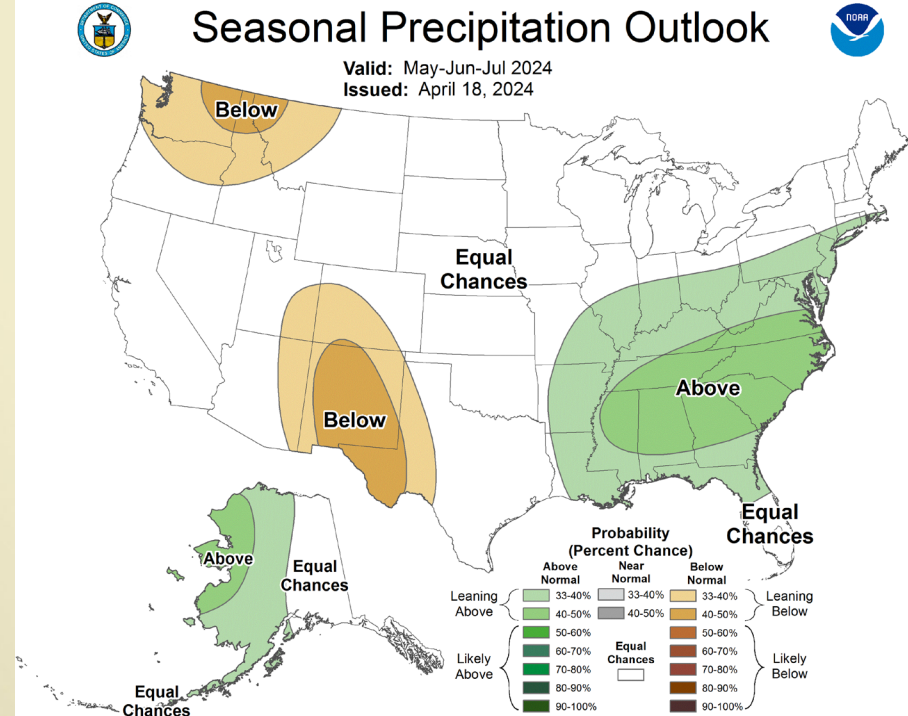 Seasonal Precipitation Outlook
NOAA
Valid: May-Jun-Jul 2024
Issued: April 18, 2024
Below
Equal
Chances
Above
Below
Equal
Chances
Above
Equal
Chances
Equal
Chances
Probability
(Percent Chance)
Above
Normal
Near
Normal
Below
Normal
Leaning
Above
33-40%
33-40%
33-40%
Leaning
Below
40-50%
40-50%
40-50%
Likely
Above
50-60%
60-70%
70-80%
80-90%
90-100%
Equal
Chances
50-60%
60-70%
70-80%
80-90%
90-100%
Likely
Below